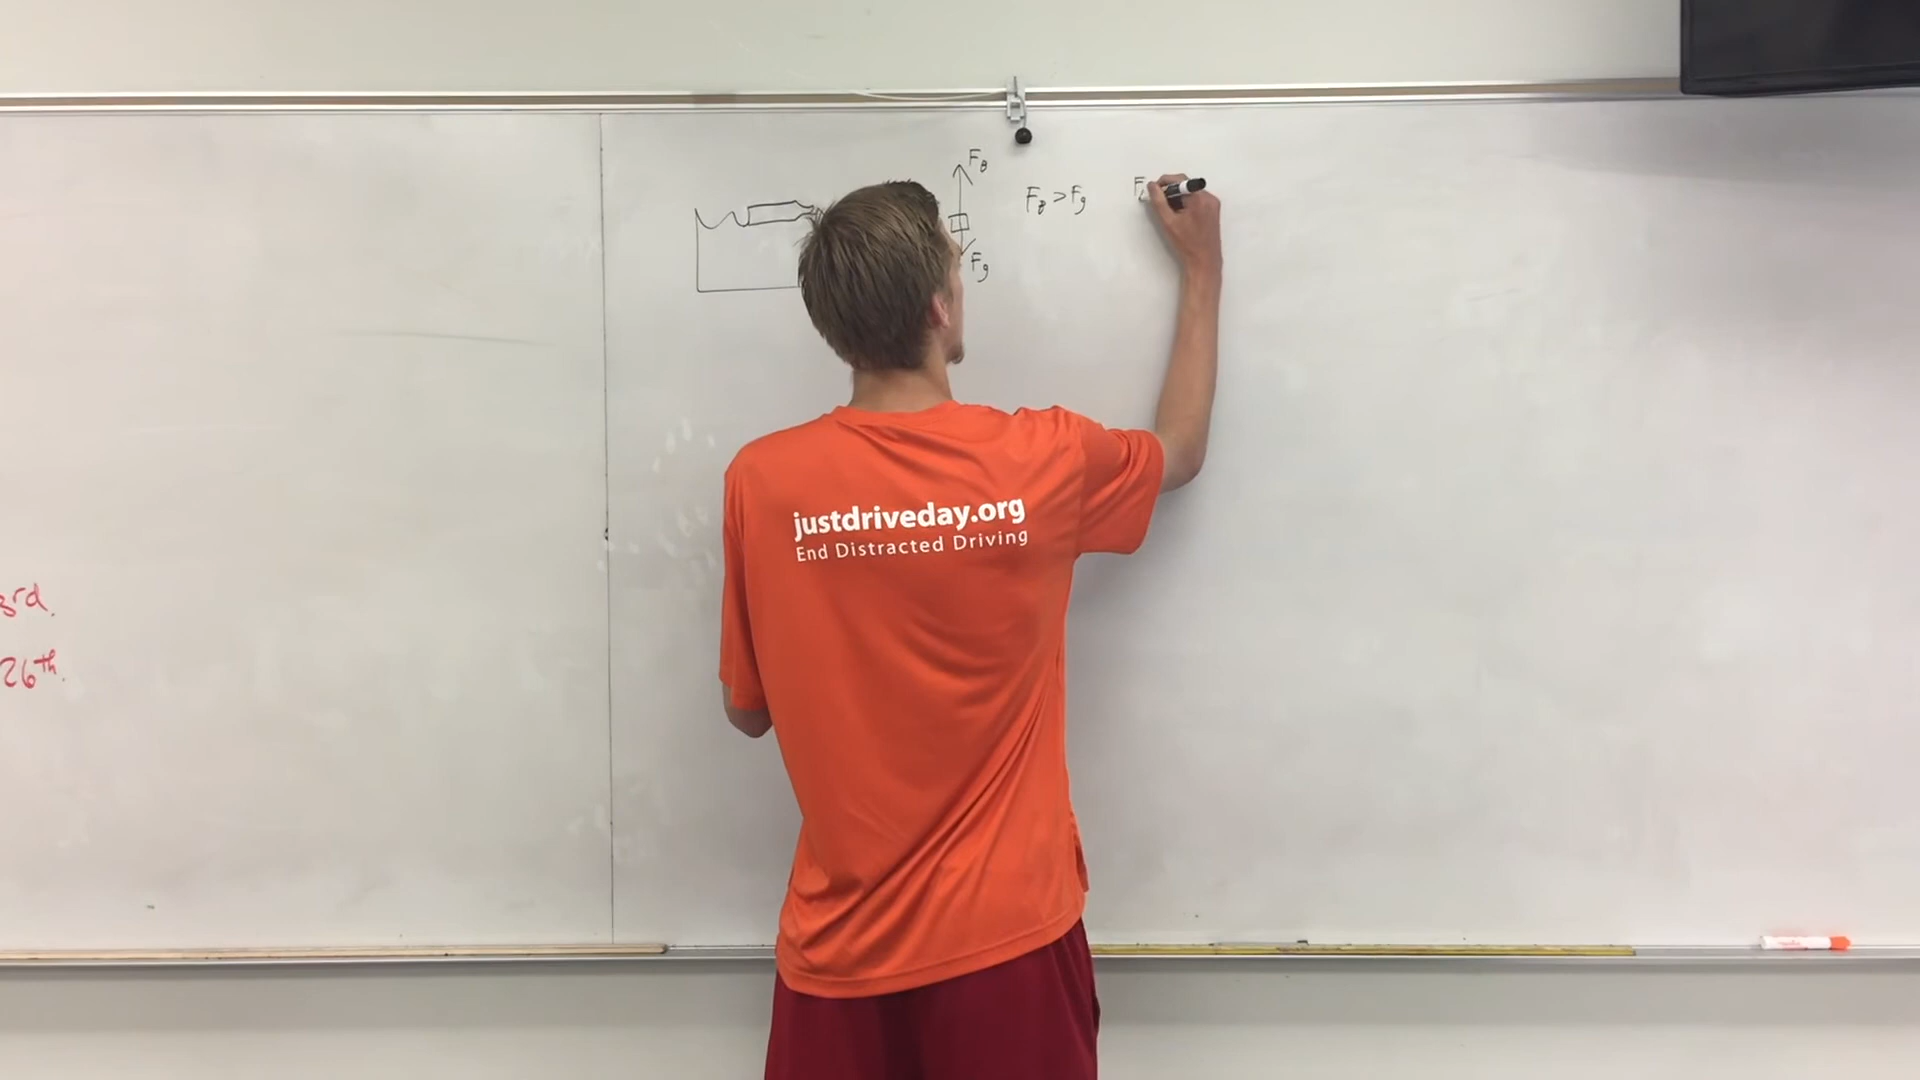 F_B
F_B > F_g
F
F_g
justdriveday.org
End Distracted Driving
3rd.
26th.